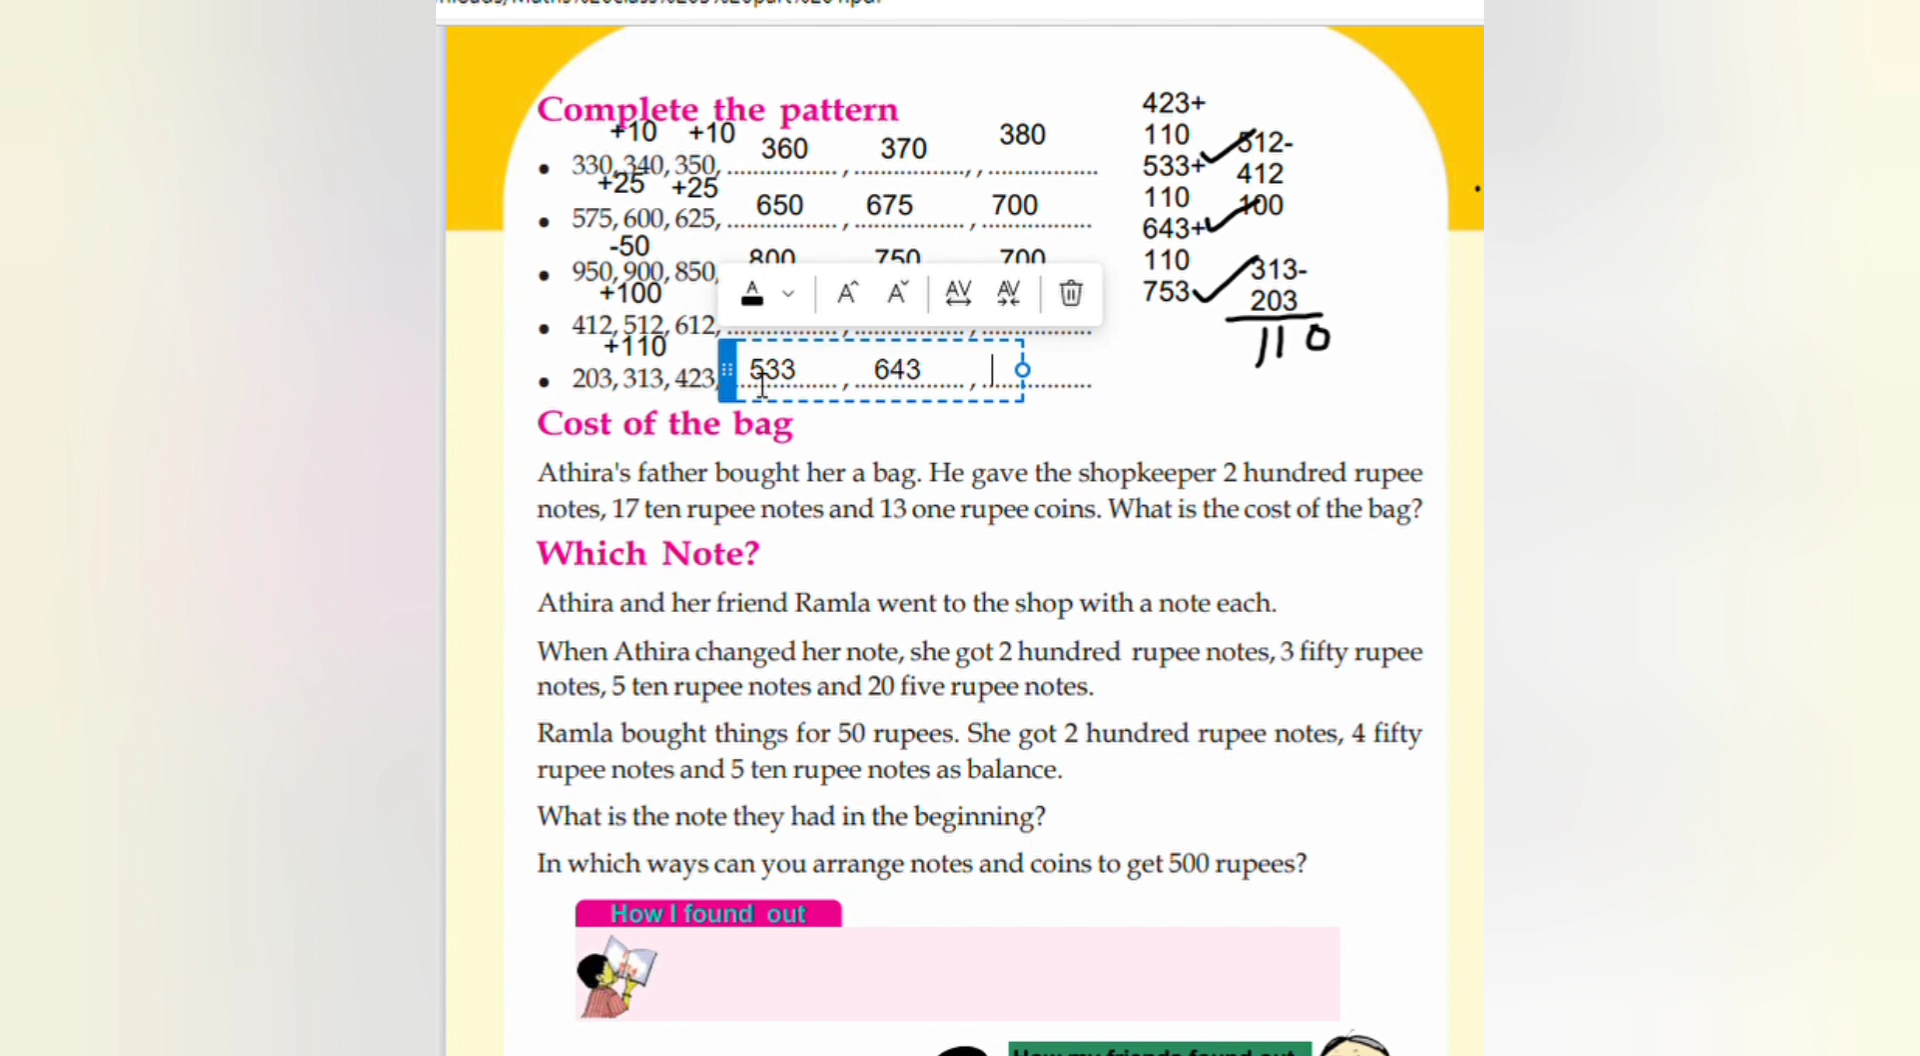 Complete the pattern
+10 +10 360 370 380
330, 340, 350, .................. , .................., , ..................
+25 +25 650 675 700
575, 600, 625, .................. , .................. , ..................
-50 800 750 700
950, 900, 850,
+100
412, 512, 612, .................. , .................. , ..................
+110 533 643
203, 313, 423, .................. , .................. , ..................
423+
110
533+
110
643+
110
753
512-
412
100
313-
203
110
Cost of the bag
Athira's father bought her a bag. He gave the shopkeeper 2 hundred rupee
notes, 17 ten rupee notes and 13 one rupee coins. What is the cost of the bag?
Which Note?
Athira and her friend Ramla went to the shop with a note each.
When Athira changed her note, she got 2 hundred rupee notes, 3 fifty rupee
notes, 5 ten rupee notes and 20 five rupee notes.
Ramla bought things for 50 rupees. She got 2 hundred rupee notes, 4 fifty
rupee notes and 5 ten rupee notes as balance.
What is the note they had in the beginning?
In which ways can you arrange notes and coins to get 500 rupees?
How I found out
How my friends found out